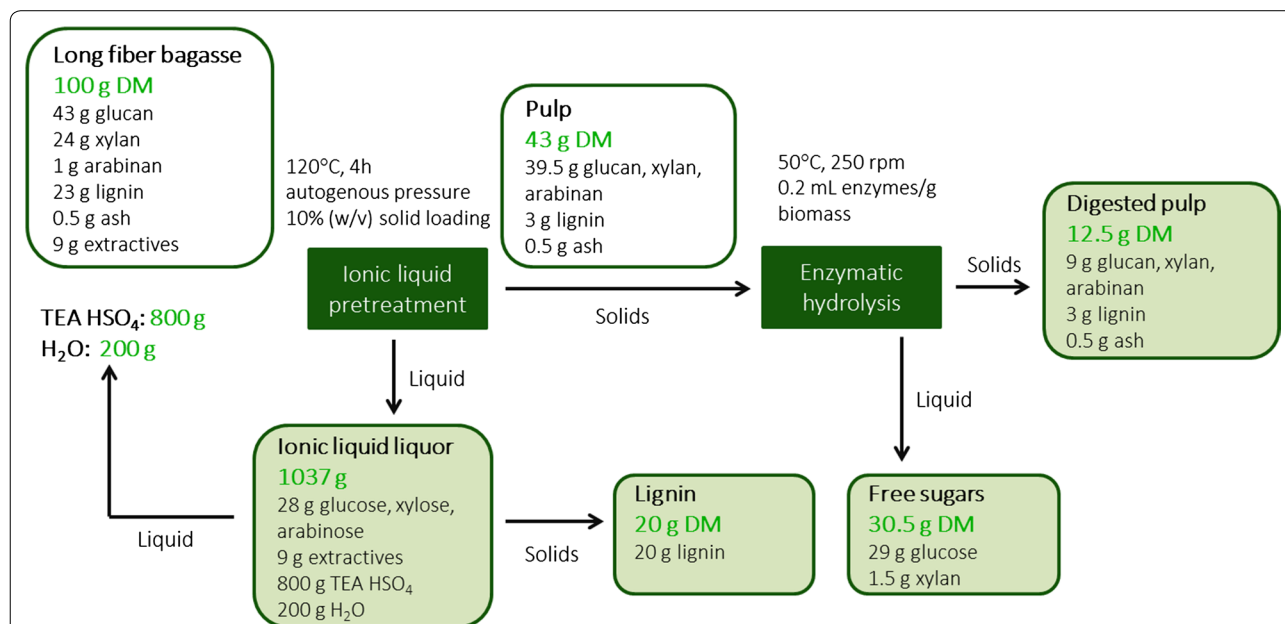 Long fiber bagasse
100 g DM
43 g glucan
24 g xylan
1 g arabinan
23 g lignin
0.5 g ash
9 g extractives
120°C, 4h
autogenous pressure
10% (w/v) solid loading
Ionic liquid
pretreatment
Pulp
43 g DM
39.5 g glucan, xylan,
arabinan
3 g lignin
0.5 g ash
Solids
50°C, 250 rpm
0.2 mL enzymes/g
biomass
Enzymatic
hydrolysis
Solids
Digested pulp
12.5 g DM
9 g glucan, xylan,
arabinan
3 g lignin
0.5 g ash
TEA HSO₄: 800 g
H₂O: 200 g
Liquid
Liquid
Ionic liquid liquor
1037 g
28 g glucose, xylose,
arabinose
9 g extractives
800 g TEA HSO₄
200 g H₂O
Liquid
Solids
Lignin
20 g DM
20 g lignin
Free sugars
30.5 g DM
29 g glucose
1.5 g xylan